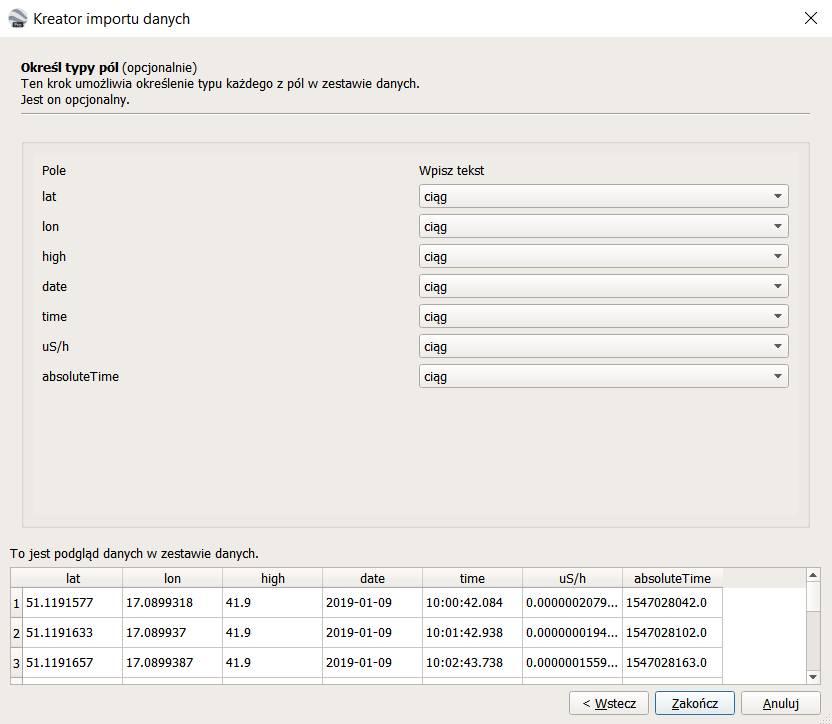 Kreator importu danych
Określ typy pól (opcjonalnie)
Ten krok umożliwia określenie typu każdego z pól w zestawie danych.
Jest on opcjonalny.
Pole Wpisz tekst
lat ciąg
lon ciąg
high ciąg
date ciąg
time ciąg
uS/h ciąg
absoluteTime ciąg
To jest podgląd danych w zestawie danych.
lat lon high date time uS/h absoluteTime
1 51.1191577 17.0899318 41.9 2019-01-09 10:00:42.084 0.0000002079... 1547028042.0
2 51.1191633 17.089937 41.9 2019-01-09 10:01:42.938 0.0000000194... 1547028102.0
3 51.1191657 17.0899387 41.9 2019-01-09 10:02:43.738 0.0000001559... 1547028163.0
< Wstecz Zakończ Anuluj